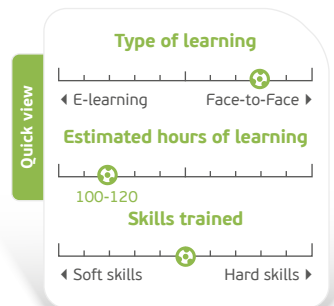 Quick view
Type of learning
◂ E-learning Face-to-Face ▸
Estimated hours of learning
100-120
Skills trained
◂ Soft skills Hard skills ▸